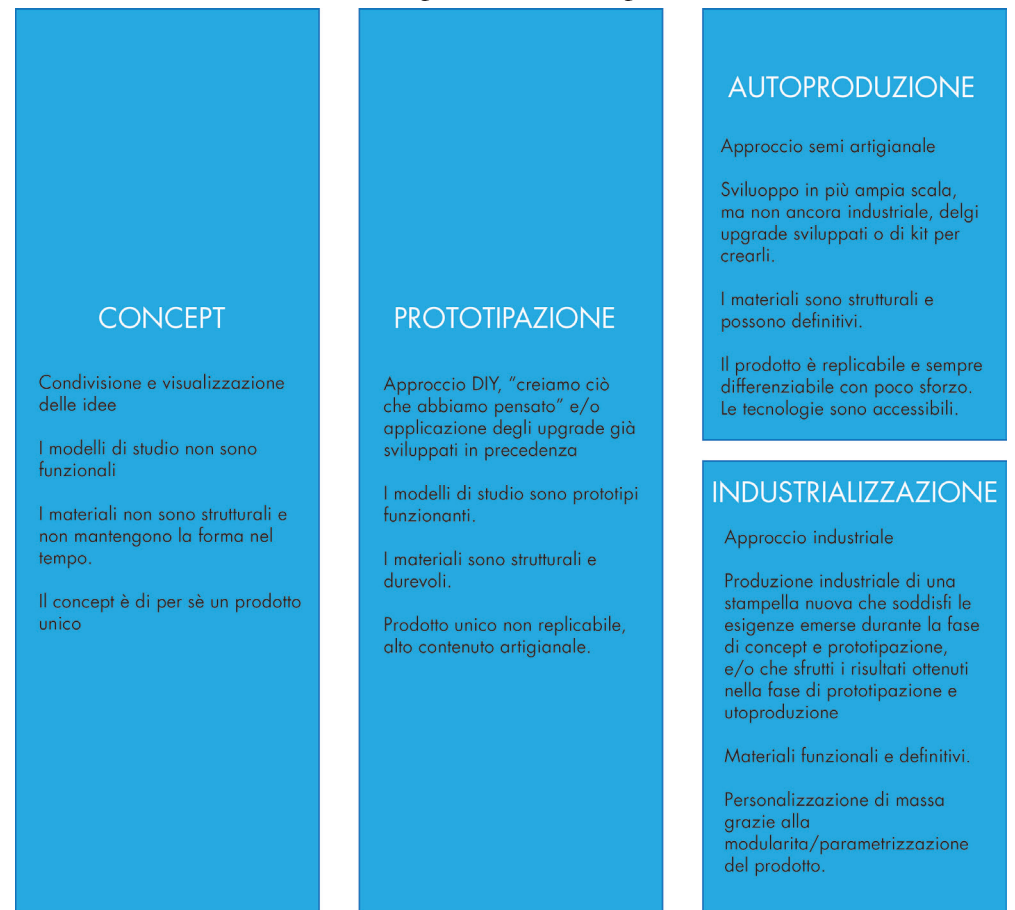 CONCEPT
Condivisione e visualizzazione
delle idee
I modelli di studio non sono
funzionali
I materiali non sono strutturali e
non mantengono la forma nel
tempo.
Il concept è di per sè un prodotto
unico
PROTOTIPAZIONE
Approccio DIY, "creiamo ciò
che abbiamo pensato" e/o
applicazione degli upgrade già
sviluppati in precedenza
I modelli di studio sono prototipi
funzionanti.
I materiali sono strutturali e
durevoli.
Prodotto unico non replicabile,
alto contenuto artigianale.
AUTOPRODUZIONE
Approccio semi artigianale
Sviluoppo in più ampia scala,
ma non ancora industriale, delgi
upgrade sviluppati o di kit per
crearli.
I materiali sono strutturali e
possono definitivi.
Il prodotto è replicabile e sempre
differenziabile con poco sforzo.
Le tecnologie sono accessibili.
INDUSTRIALIZZAZIONE
Approccio industriale
Produzione industriale di una
stampella nuova che soddisfi le
esigenze emerse durante la fase
di concept e prototipazione,
e/o che sfrutti i risultati ottenuti
nella fase di prototipazione e
utoproduzione
Materiali funzionali e definitivi.
Personalizzazione di massa
grazie alla
modularita/parametrizzazione
del prodotto.